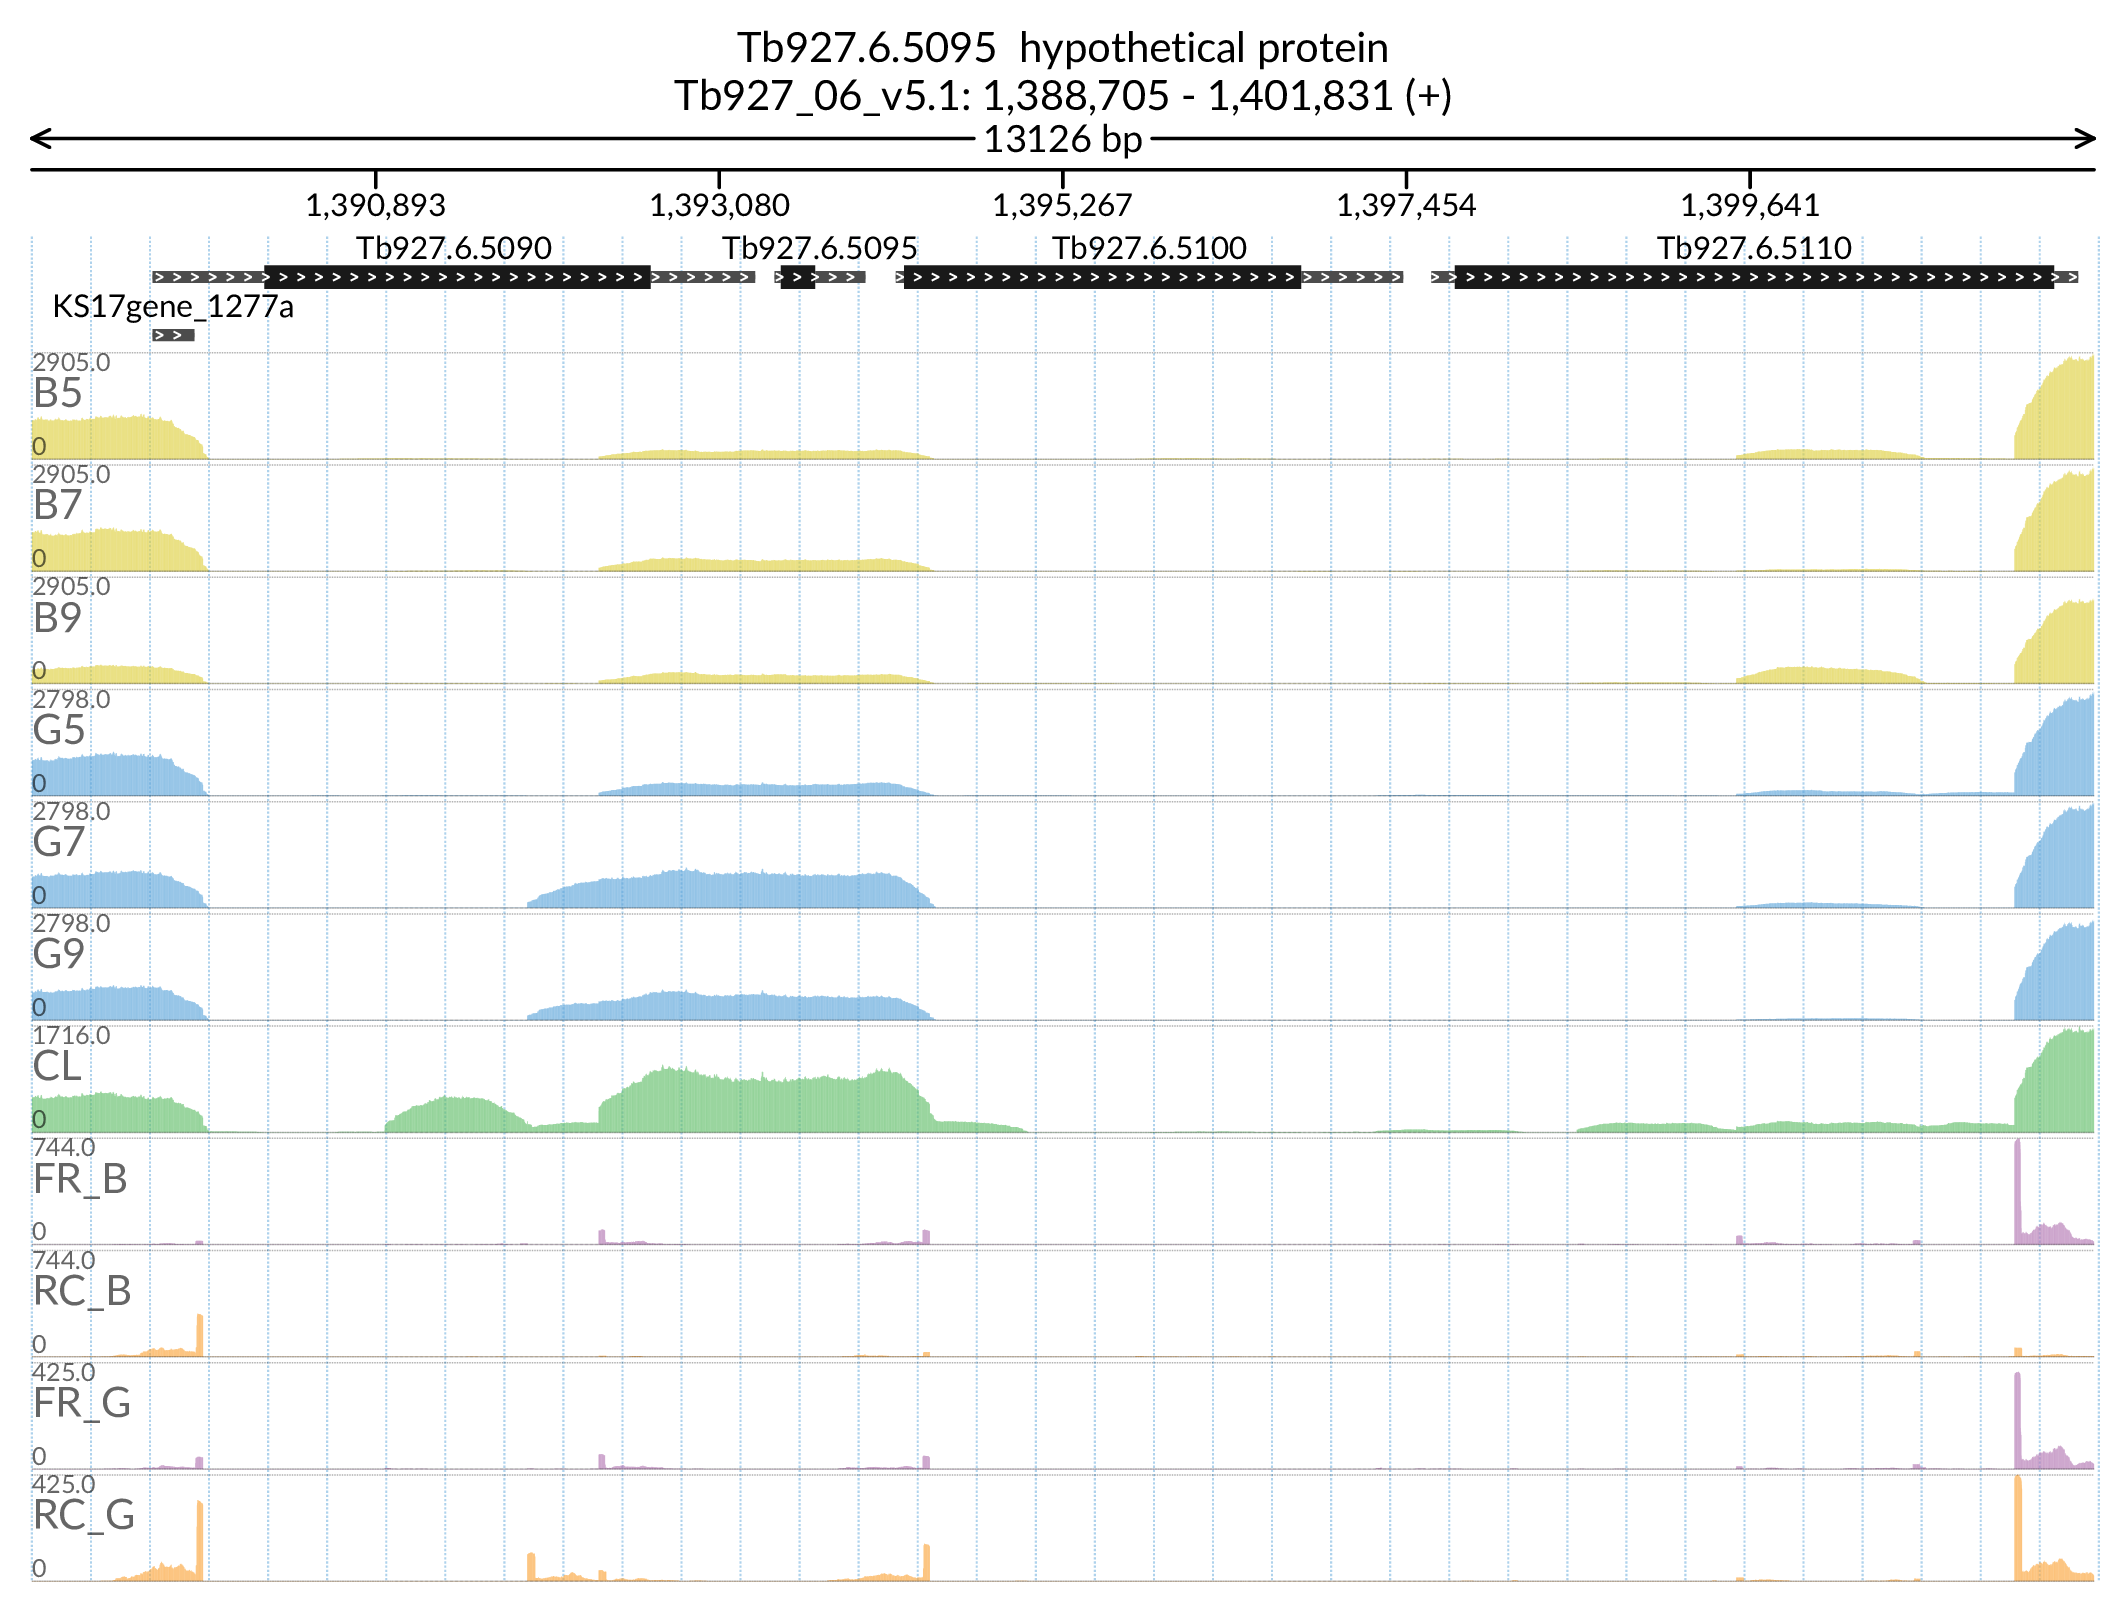 Tb927.6.5095  hypothetical protein
Tb927_06_v5.1: 1,388,705 - 1,401,831 (+)
13126 bp
1,390,893 1,393,080 1,395,267 1,397,454 1,399,641
Tb927.6.5090 Tb927.6.5095 Tb927.6.5100 Tb927.6.5110
KS17gene_1277a
2905.0
B5
0
2905.0
B7
0
2905.0
B9
0
2798.0
G5
0
2798.0
G7
0
2798.0
G9
0
1716.0
CL
0
744.0
FR_B
0
744.0
RC_B
0
425.0
FR_G
0
425.0
RC_G
0